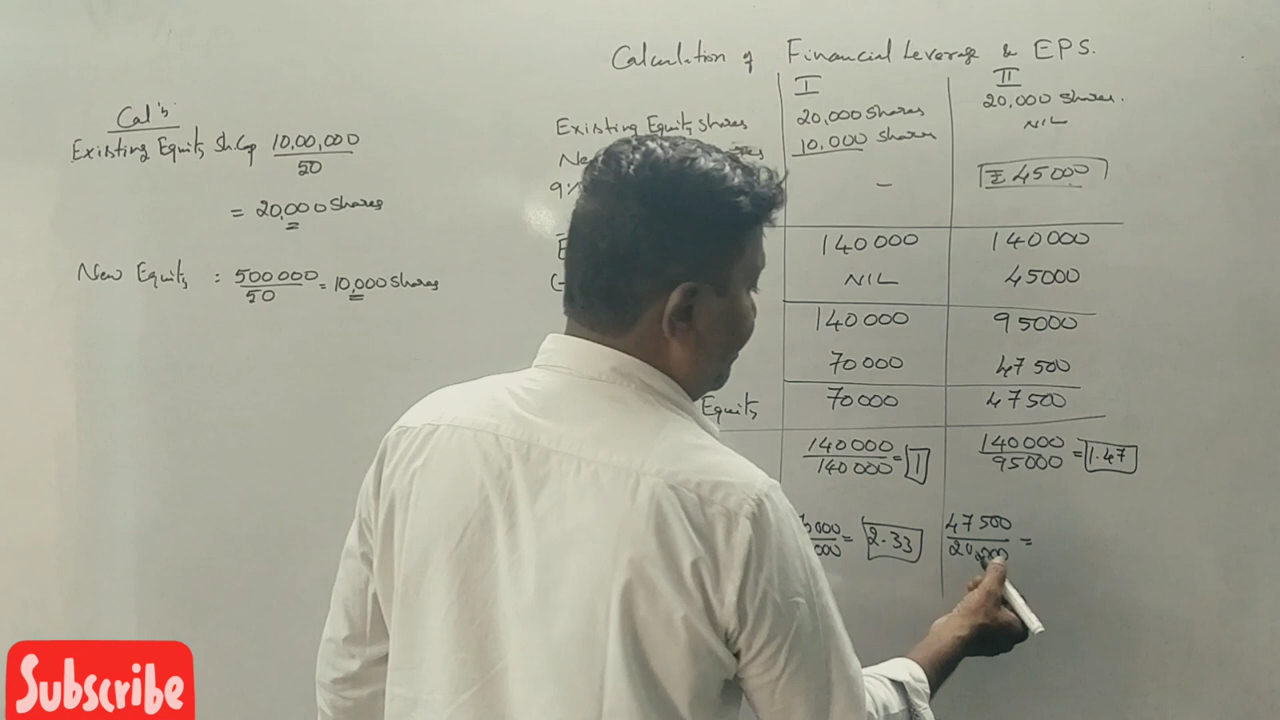 Calculation of Financial Leverage & EPS.
Cal'ⁿ
Existing Equity Sh. Cap 10,00,000
50
= 20,000 Shares
New Equity : 500000 = 10,000 Shares
50
I II
Existing Equity Shares 20,000 Shares 20,000 Shares.
10,000 Shares NIL
9% – ₹ 45000
140000 140000
NIL 45000
140000 95000
70000 47500
Equity 70000 47500
140000 = 1 140000 = 1.47
140000 95000
= 2.33 47500 =
20,000
Subscribe